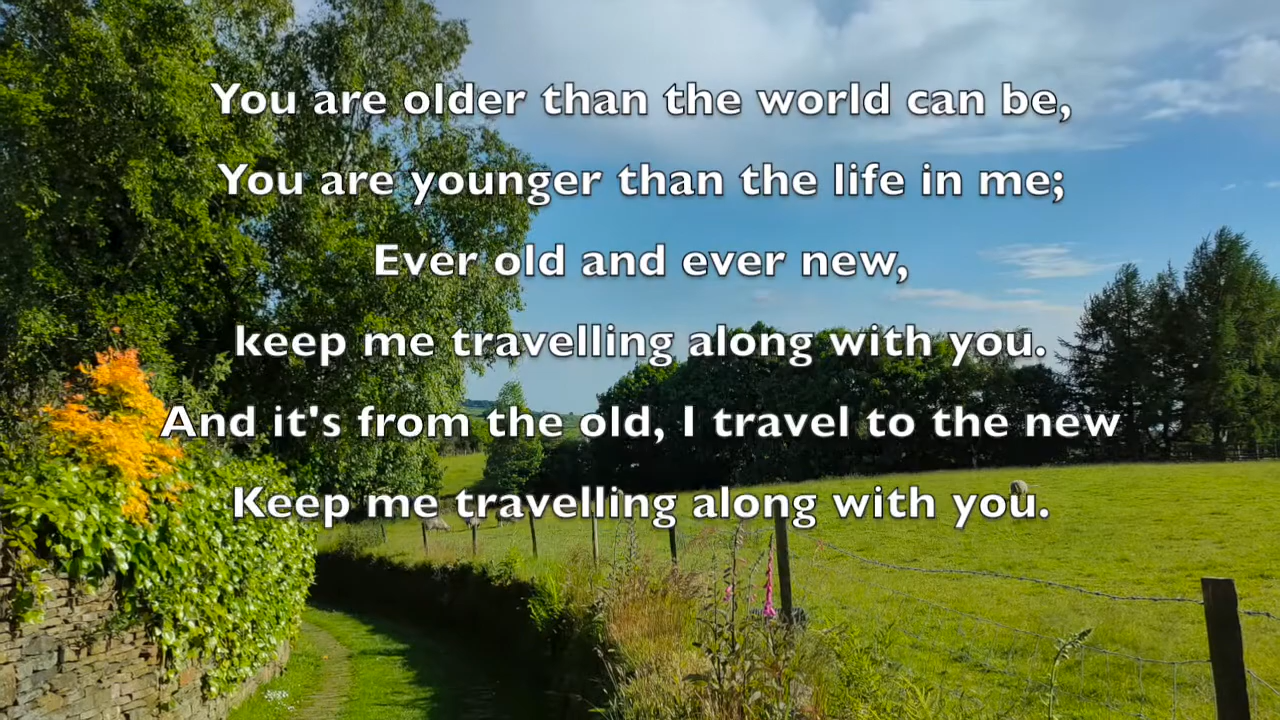 You are older than the world can be,
You are younger than the life in me;
Ever old and ever new,
keep me travelling along with you.
And it's from the old, I travel to the new
Keep me travelling along with you.